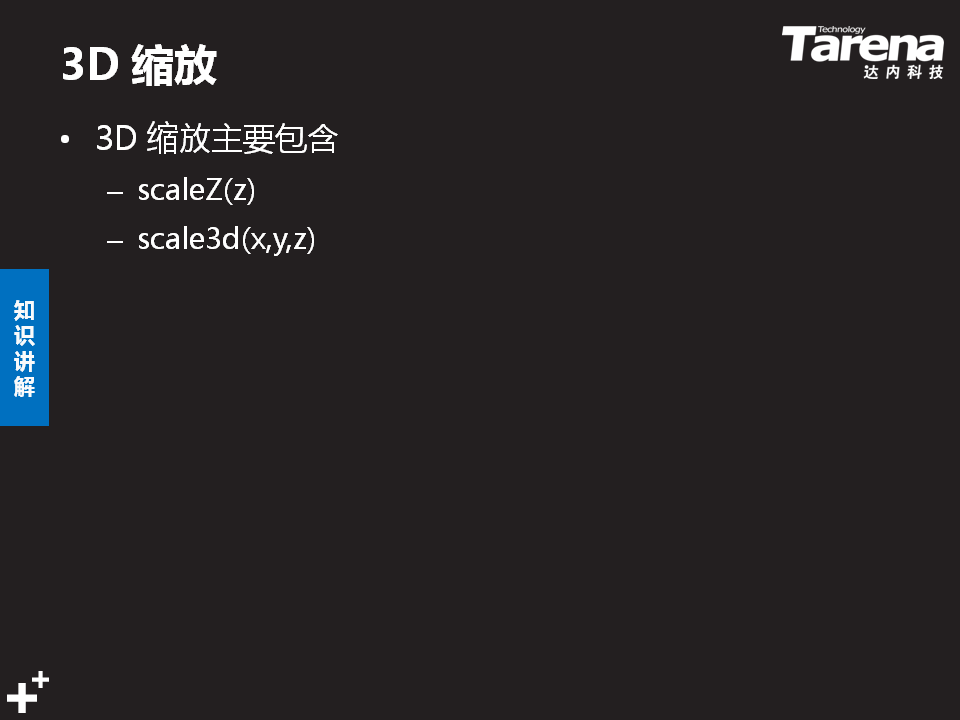 3D 缩放
Technology
Tarena
达内科技
• 3D 缩放主要包含
– scaleZ(z)
– scale3d(x,y,z)
知
识
讲
解